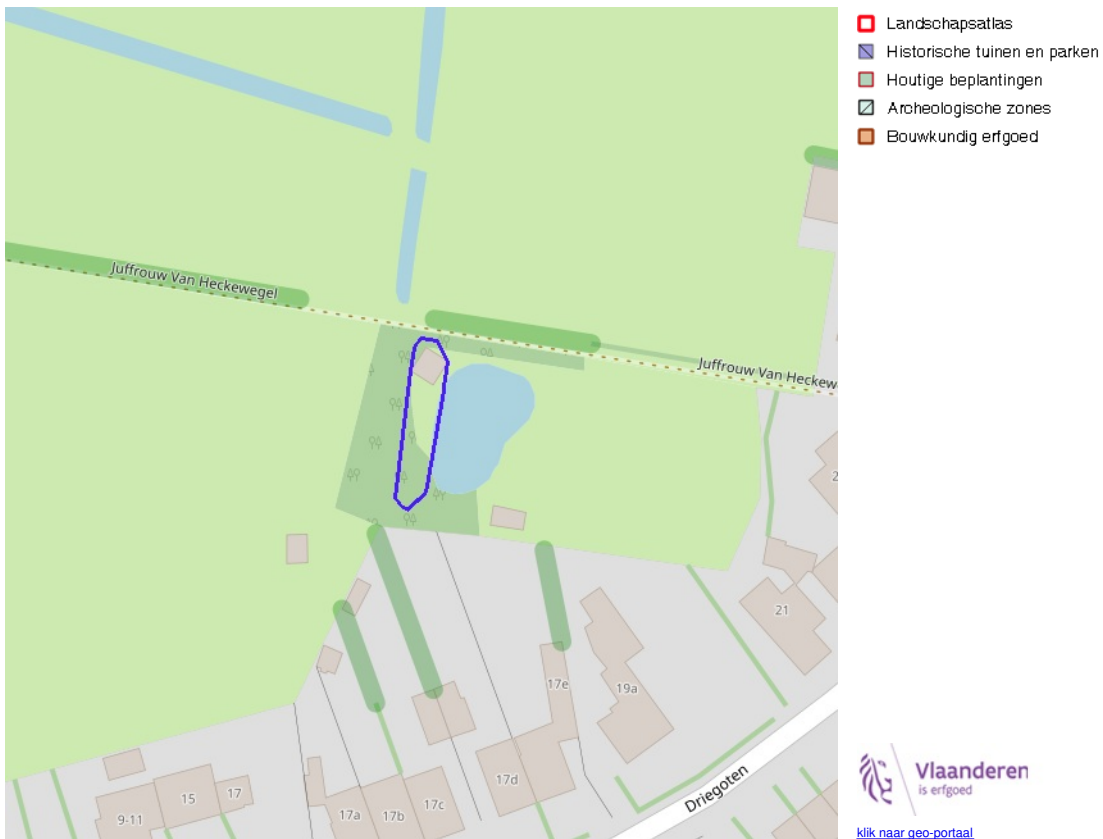 Landschapsatlas
Historische tuinen en parken
Houtige beplantingen
Archeologische zones
Bouwkundig erfgoed
Juffrouw Van Heckewegel
Juffrouw Van Heckew
2
21
17e
19a
17d
15
17
9-11
17a
17b
17c
Driegoten
Vlaanderen
is erfgoed
klik naar geo-portaal